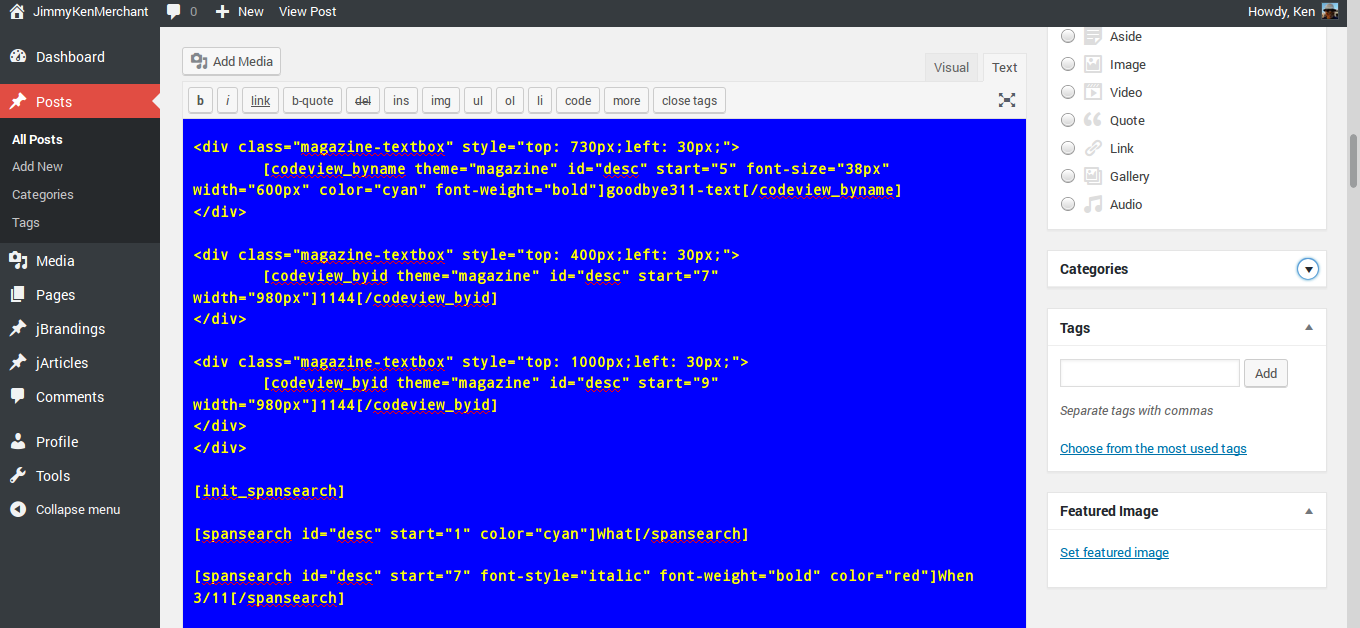 JimmyKenMerchant 0 New View Post Howdy, Ken
Dashboard
Posts
All Posts
Add New
Categories
Tags
Media
Pages
jBrandings
jArticles
Comments
Profile
Tools
Collapse menu
Add Media
Visual Text
b i link b-quote del ins img ul ol li code more close tags
<div class="magazine-textbox" style="top: 730px;left: 30px;">
[codeview_byname theme="magazine" id="desc" start="5" font-size="38px"
width="600px" color="cyan" font-weight="bold"]goodbye311-text[/codeview_byname]
</div>
<div class="magazine-textbox" style="top: 400px;left: 30px;">
[codeview_byid theme="magazine" id="desc" start="7"
width="980px"]1144[/codeview_byid]
</div>
<div class="magazine-textbox" style="top: 1000px;left: 30px;">
[codeview_byid theme="magazine" id="desc" start="9"
width="980px"]1144[/codeview_byid]
</div>
</div>
[init_spansearch]
[spansearch id="desc" start="1" color="cyan"]What[/spansearch]
[spansearch id="desc" start="7" font-style="italic" font-weight="bold" color="red"]When
3/11[/spansearch]
Aside
Image
Video
Quote
Link
Gallery
Audio
Categories
Tags
Add
Separate tags with commas
Choose from the most used tags
Featured Image
Set featured image